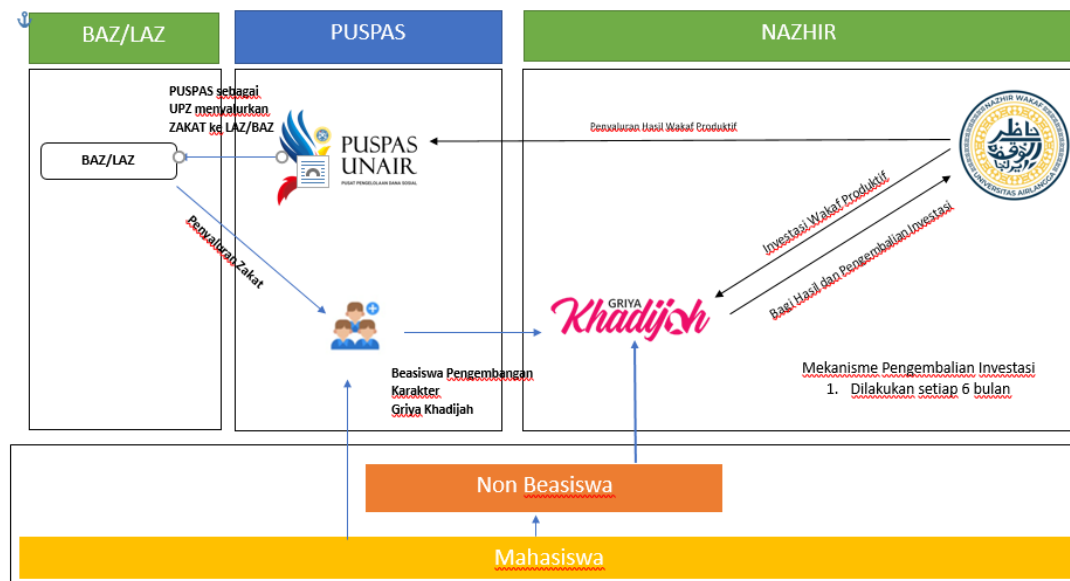 BAZ/LAZ
PUSPAS
NAZHIR
PUSPAS sebagai
UPZ menyalurkan
ZAKAT ke LAZ/BAZ
BAZ/LAZ
PUSPAS
UNAIR
PUSAT PENGELOLAAN DANA SOSIAL
Penyaluran Hasil Wakaf Produktif
NAZHIR WAKAF
UNIVERSITAS AIRLANGGA
Investasi Wakaf Produktif
Bagi Hasil dan Pengembalian Investasi
Penyaluran Zakat
GRIYA
Khadijah
Beasiswa Pengembangan
Karakter
Griya Khadijah
Mekanisme Pengembalian Investasi
1. Dilakukan setiap 6 bulan
Non Beasiswa
Mahasiswa